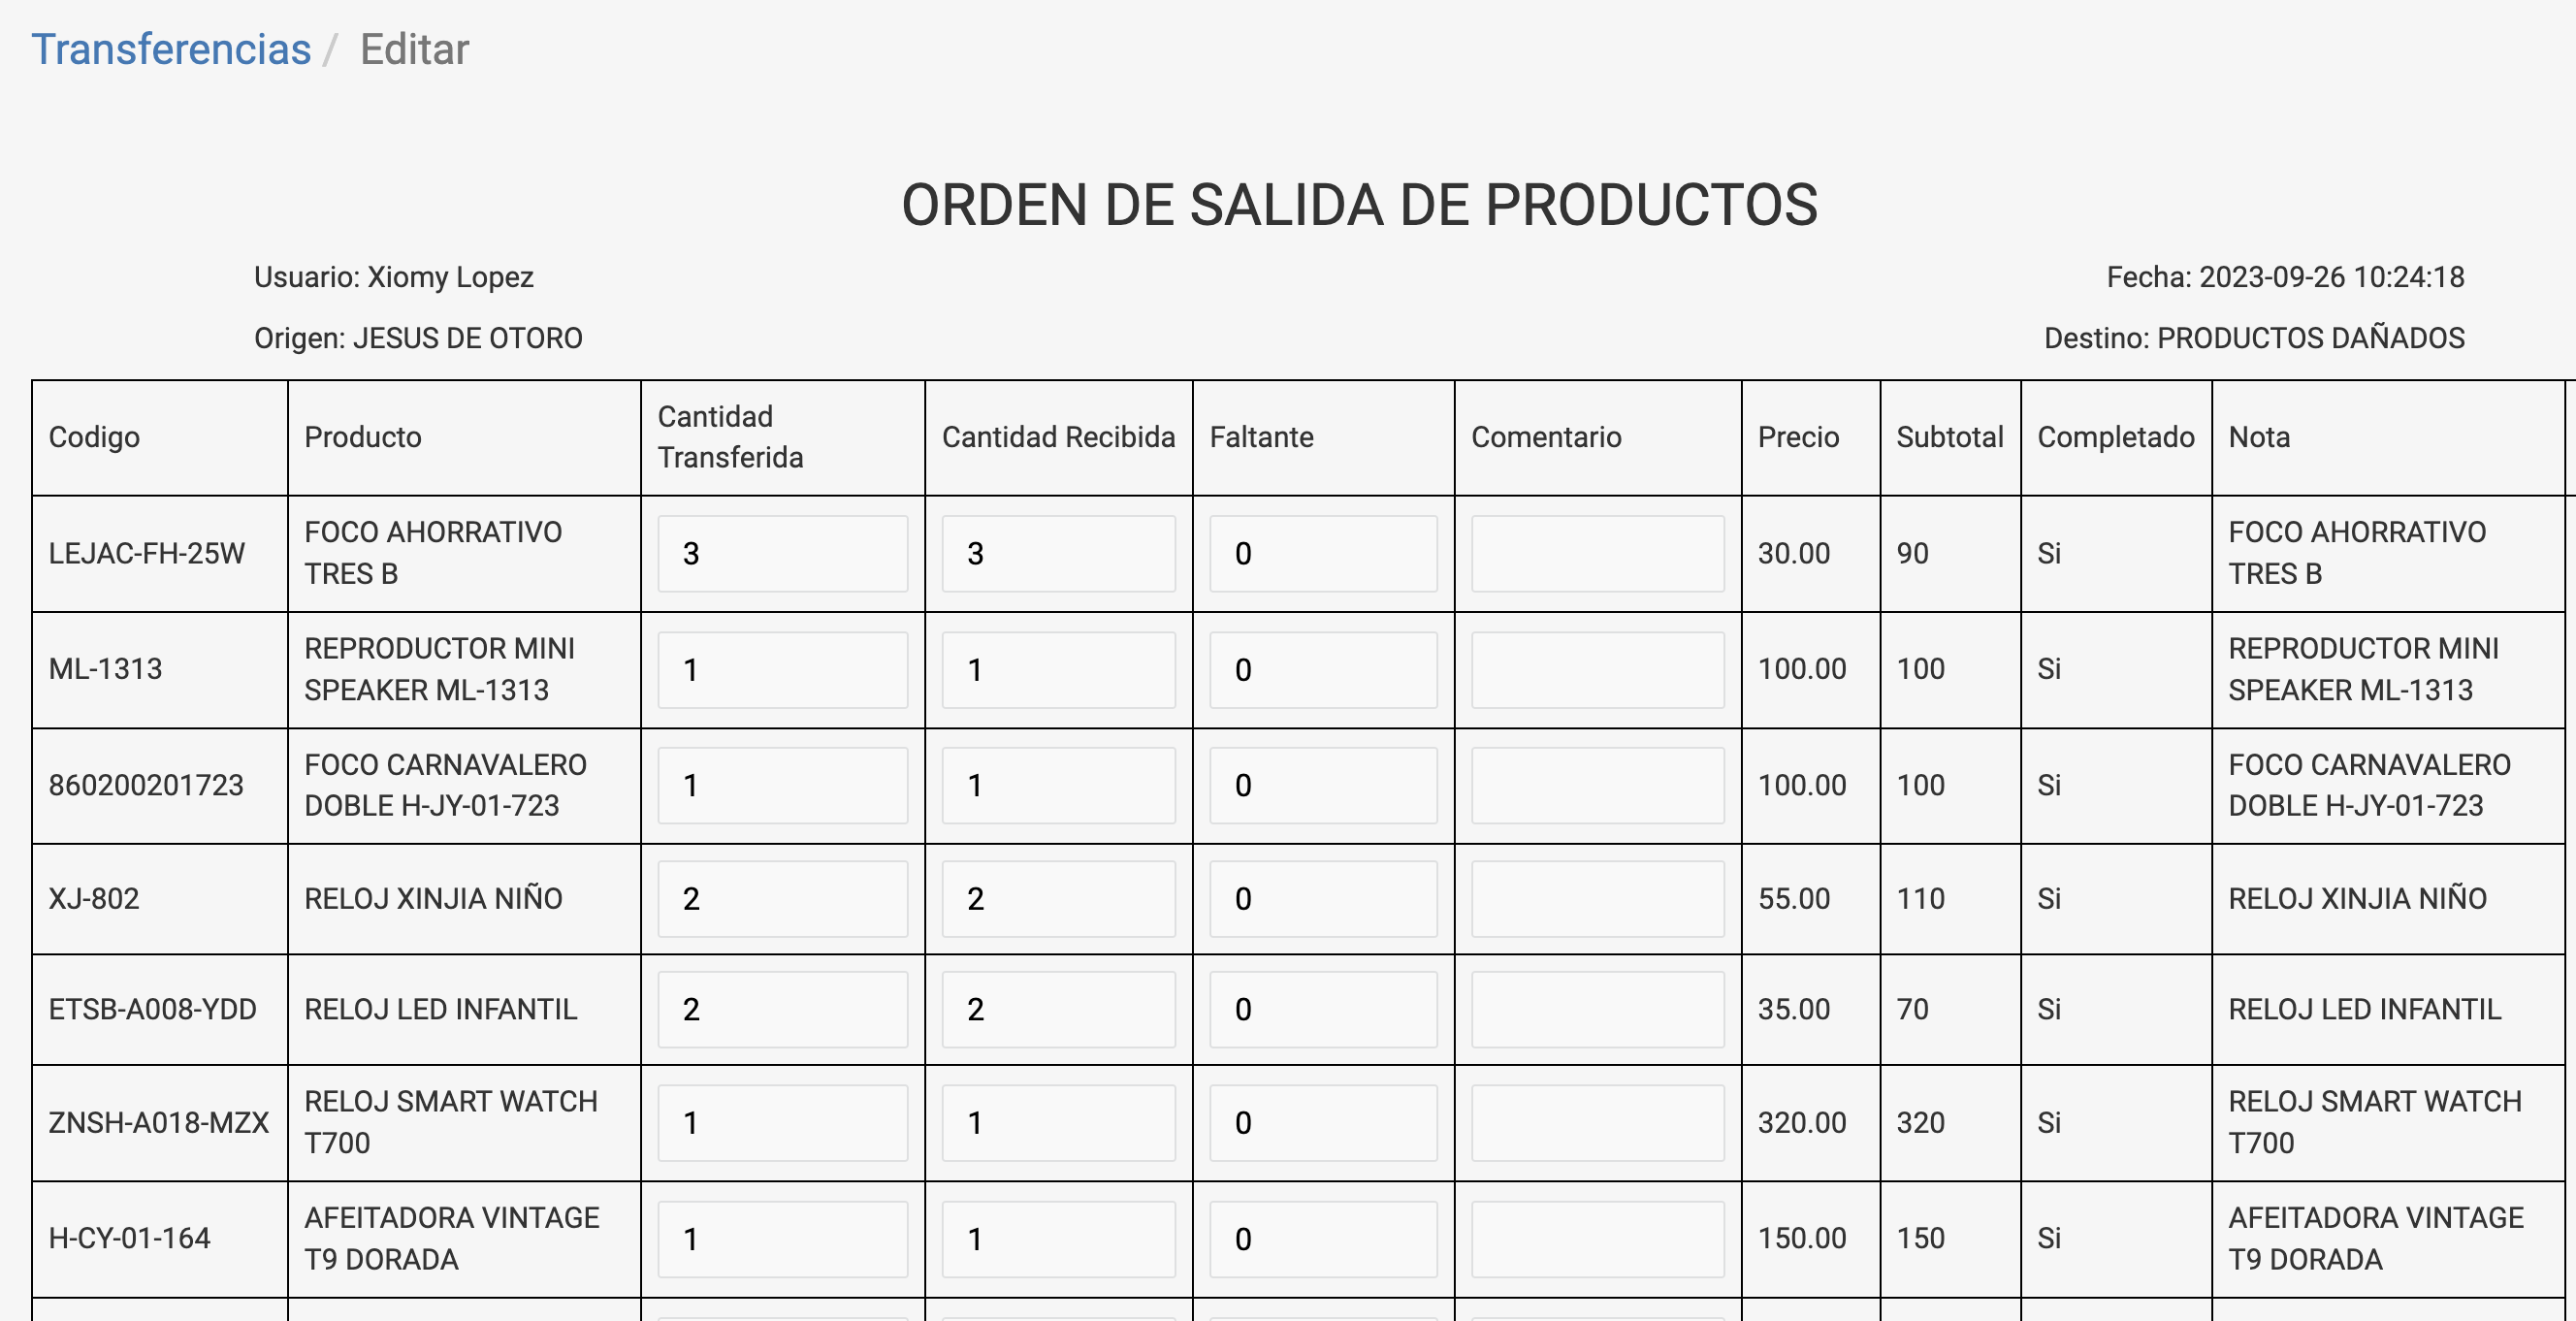 Transferencias / Editar
ORDEN DE SALIDA DE PRODUCTOS
Usuario: Xiomy Lopez
Fecha: 2023-09-26 10:24:18
Origen: JESUS DE OTORO
Destino: PRODUCTOS DAÑADOS
Codigo Producto Cantidad Transferida Cantidad Recibida Faltante Comentario Precio Subtotal Completado Nota
LEJAC-FH-25W FOCO AHORRATIVO TRES B 3 3 0 30.00 90 Si FOCO AHORRATIVO TRES B
ML-1313 REPRODUCTOR MINI SPEAKER ML-1313 1 1 0 100.00 100 Si REPRODUCTOR MINI SPEAKER ML-1313
860200201723 FOCO CARNAVALERO DOBLE H-JY-01-723 1 1 0 100.00 100 Si FOCO CARNAVALERO DOBLE H-JY-01-723
XJ-802 RELOJ XINJIA NIÑO 2 2 0 55.00 110 Si RELOJ XINJIA NIÑO
ETSB-A008-YDD RELOJ LED INFANTIL 2 2 0 35.00 70 Si RELOJ LED INFANTIL
ZNSH-A018-MZX RELOJ SMART WATCH T700 1 1 0 320.00 320 Si RELOJ SMART WATCH T700
H-CY-01-164 AFEITADORA VINTAGE T9 DORADA 1 1 0 150.00 150 Si AFEITADORA VINTAGE T9 DORADA